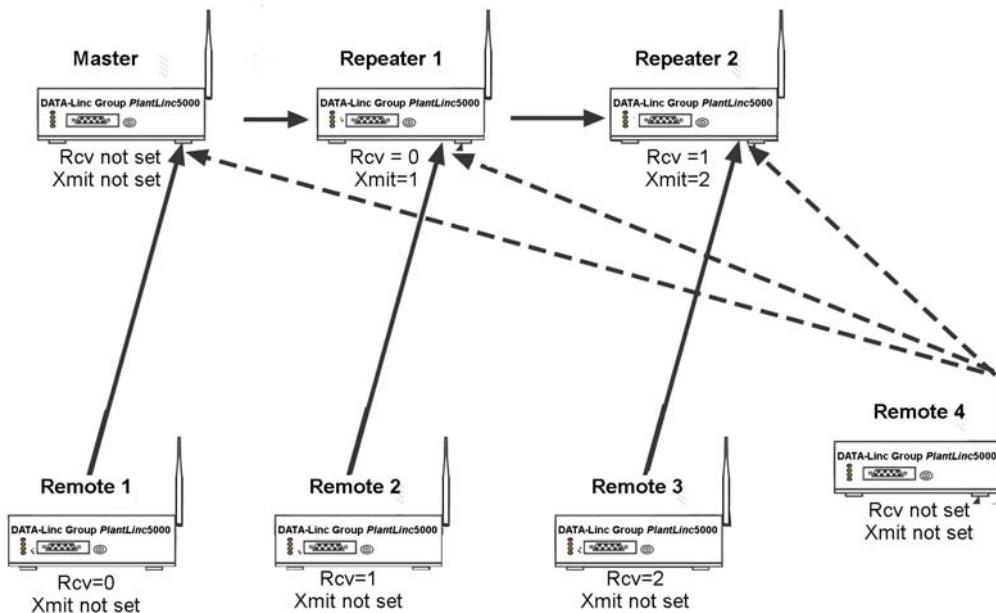 Master
Repeater 1
Repeater 2
DATA-Linc Group PlantLinc5000
DATA-Linc Group PlantLinc5000
DATA-Linc Group PlantLinc5000
Rcv not set
Xmit not set
Rcv = 0
Xmit=1
Rcv =1
Xmit=2
Remote 4
DATA-Linc Group PlantLinc5000
Rcv not set
Xmit not set
Remote 1
Remote 2
Remote 3
DATA-Linc Group PlantLinc5000
DATA-Linc Group PlantLinc5000
DATA-Linc Group PlantLinc5000
Rcv=0
Xmit not set
Rcv=1
Xmit not set
Rcv=2
Xmit not set